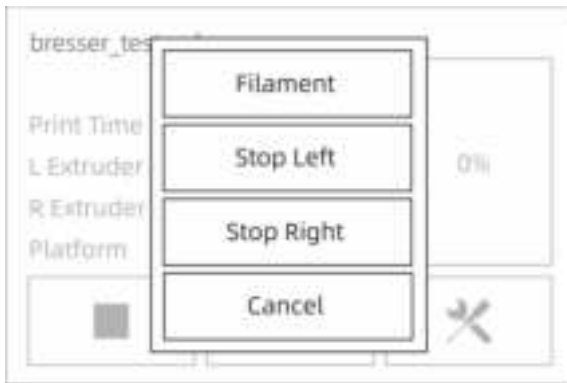 bresser_tes
Filament
Print Time
Stop Left
L Extruder
0%
R Extruder
Stop Right
Platform
Cancel